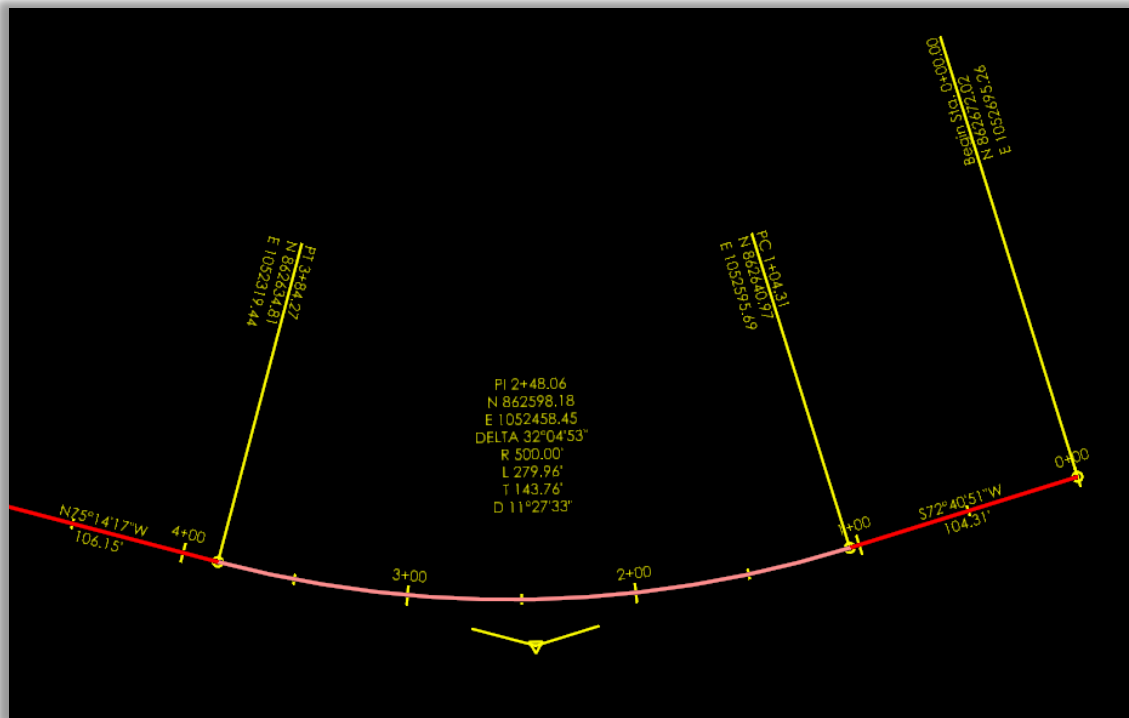 Begin Sta. 0+00.00
N 862672.02
E 1052695.26
PT 3+84.27
N 862634.81
E 1052319.44
PC 1+04.31
N 862640.97
E 1052595.69
PI 2+48.06
N 862598.18
E 1052458.45
DELTA 32°04'53"
R 500.00'
L 279.96'
T 143.76'
D 11°27'33"
N75°14'17"W
106.15'
4+00
3+00
2+00
1+00
S72°40'51"W
104.31'
0+00